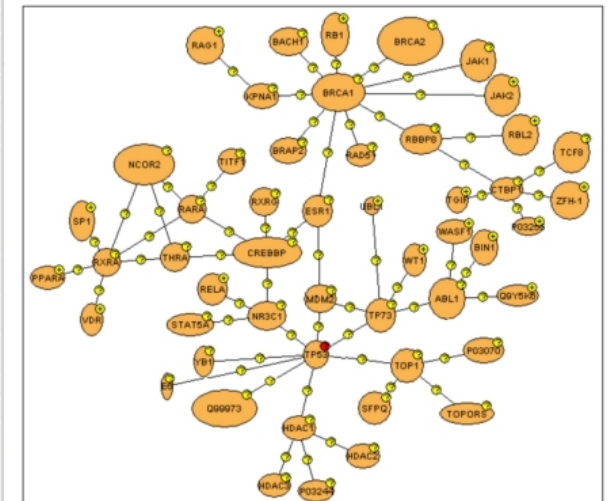 RB1
BRCA2
RAG1
BACH1
JAK1
KPNA1
BRCA1
JAK2
RBBP8
RBL2
BRAP2
RAD51
TCF8
NCOR2
TITF1
CTBP1
TGIF
ZFH-1
RXRG
RARA
ESR1
UBL1
SP1
P03255
WASF1
BIN1
RXRA
THRA
CREBBP
WT1
PPARA
RELA
MDM2
ABL1
Q9Y5K6
VDR
STAT5A
NR3C1
TP73
YB1
TP53
TOP1
P03070
E6
Q99973
SFPQ
TOPORS
HDAC1
HDAC2
HDAC3
P03244